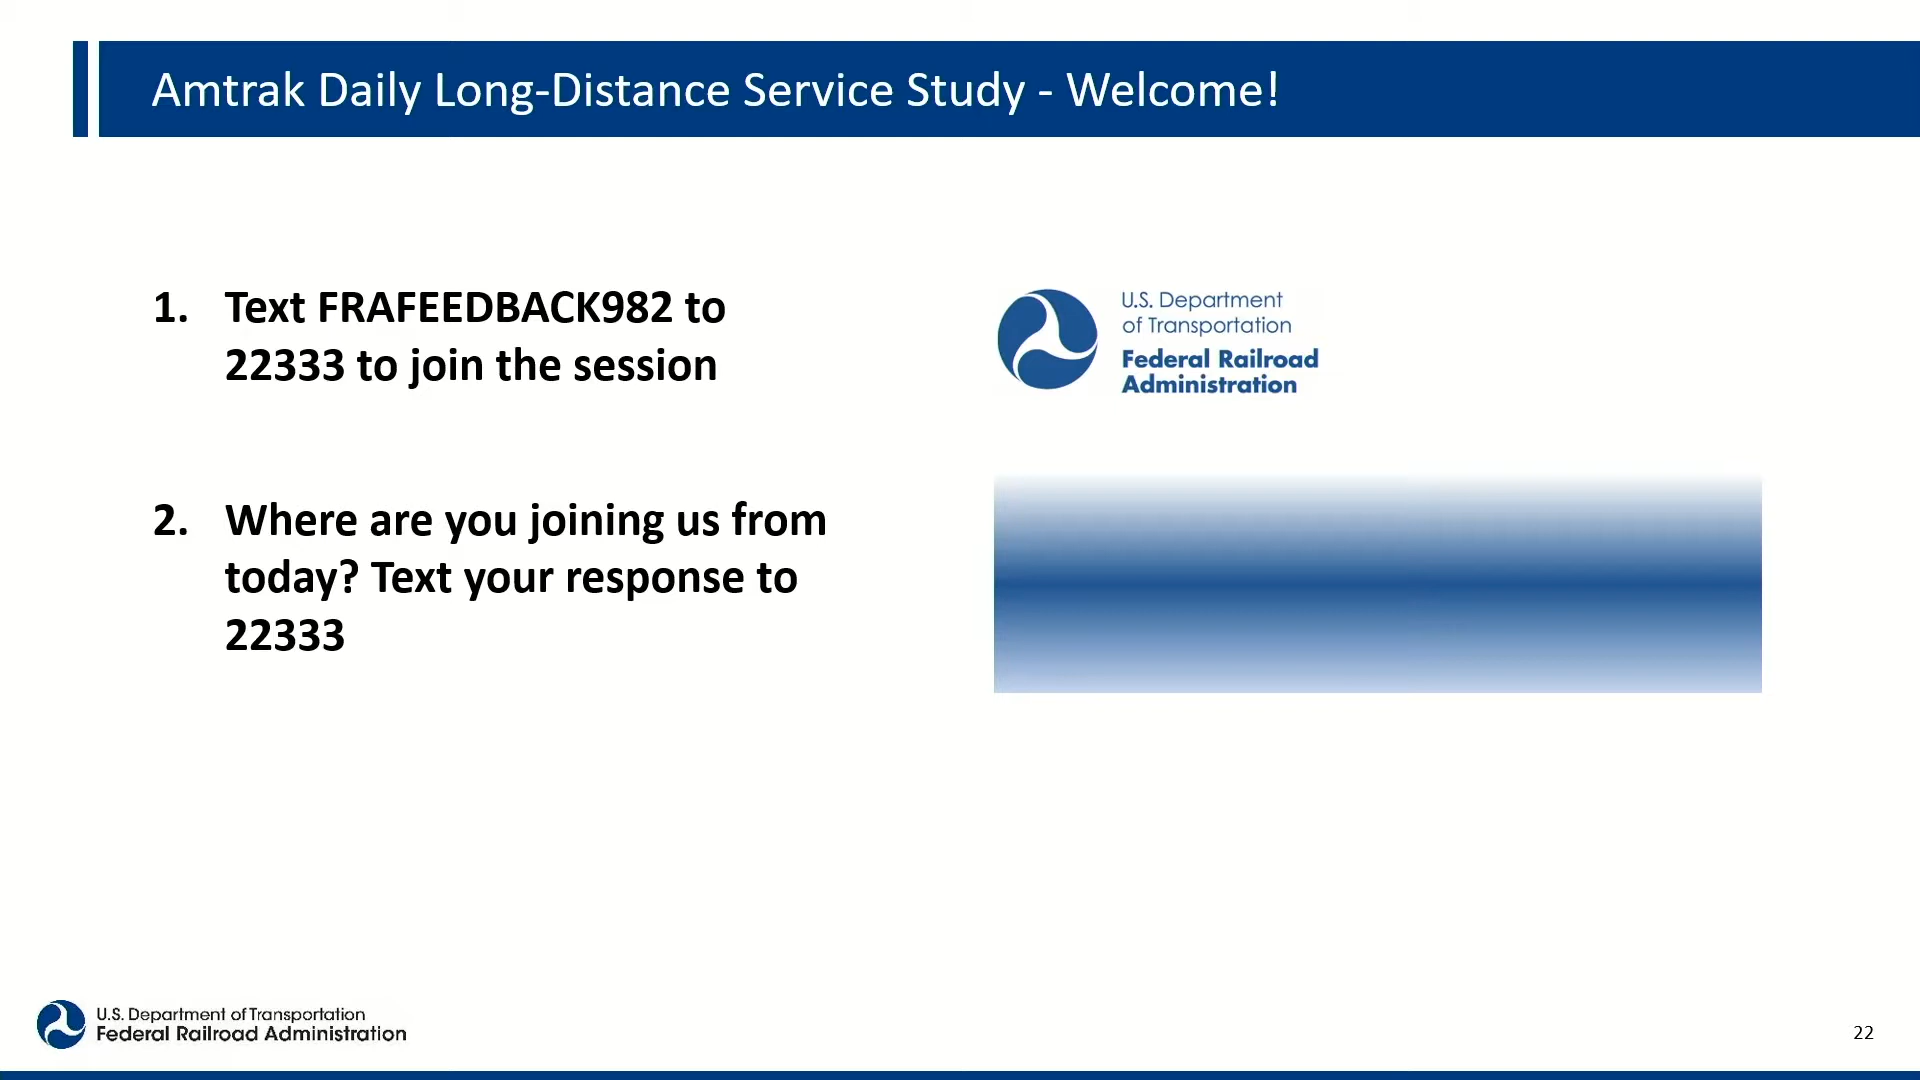 Amtrak Daily Long-Distance Service Study - Welcome!
1. Text FRAFEEDBACK982 to
22333 to join the session
2. Where are you joining us from
today? Text your response to
22333
U.S. Department
of Transportation
Federal Railroad
Administration
U.S. Department of Transportation
Federal Railroad Administration
22